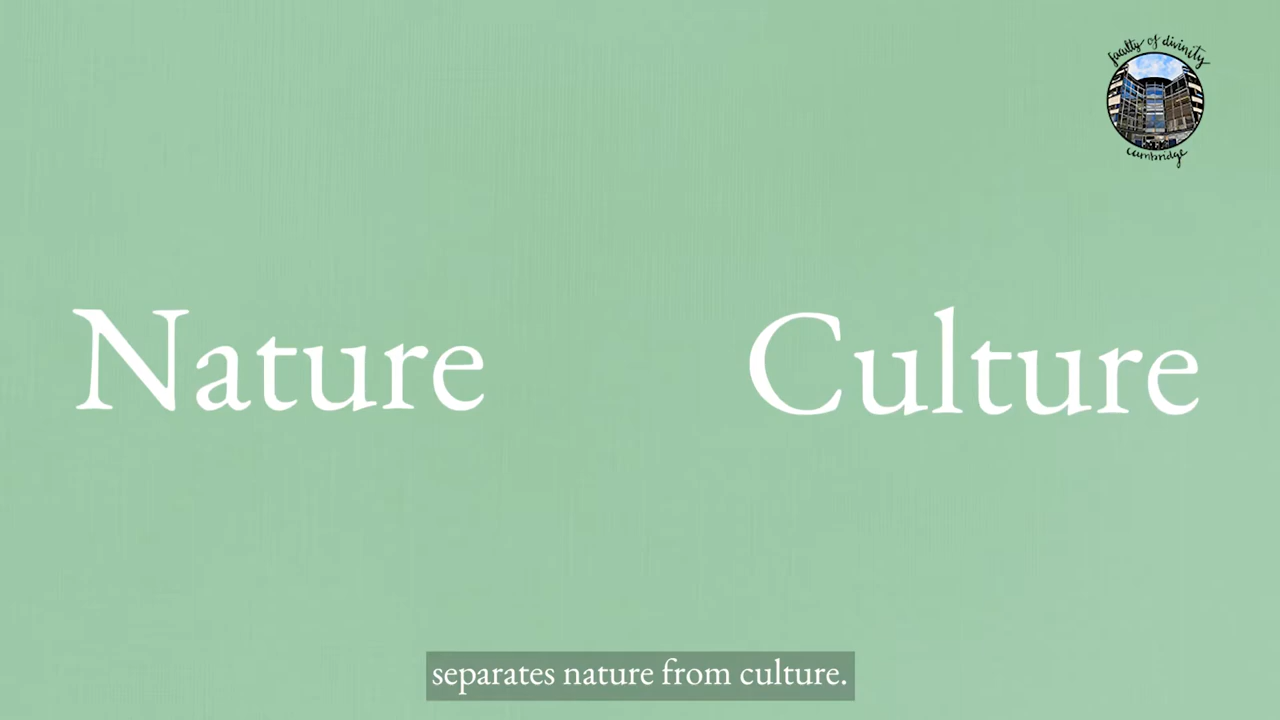 faculty of divinity
cambridge
Nature Culture
separates nature from culture.